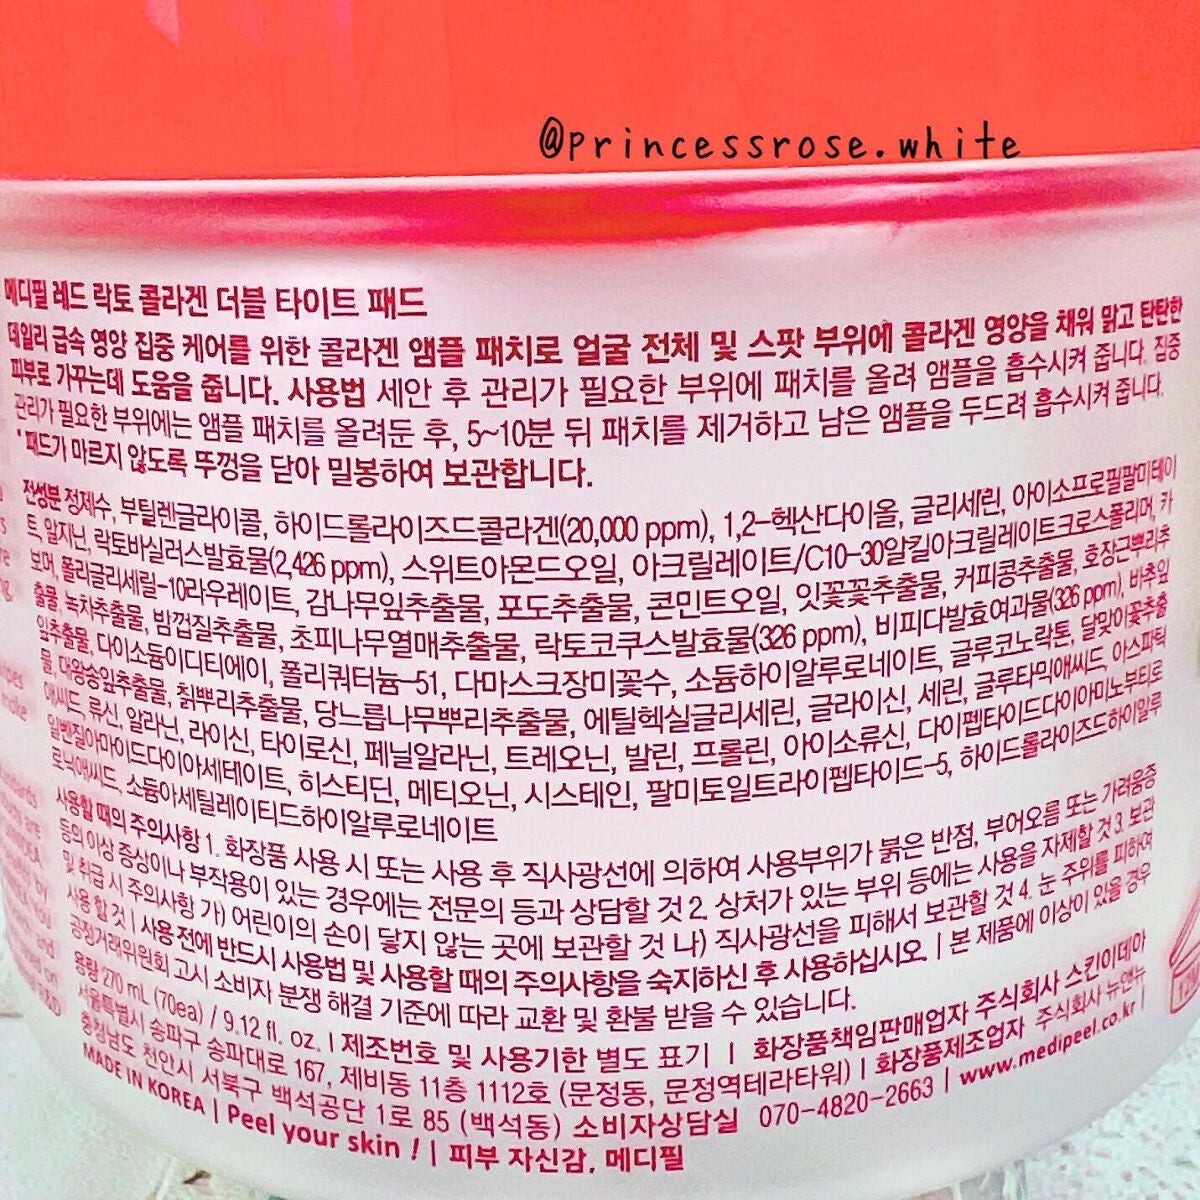 @princessrose.white
메디필 레드 락토 콜라겐 더블 타이트 패드
데일리 급속 영양 집중 케어를 위한 콜라겐 앰플 패치로 얼굴 전체 및 스팟 부위에 콜라겐 영양을 채워 맑고 탄탄한
피부로 가꾸는데 도움을 줍니다. 사용법 세안 후 관리가 필요한 부위에 패치를 올려 앰플을 흡수시켜 줍니다. 집중
관리가 필요한 부위에는 앰플 패치를 올려둔 후, 5~10분 뒤 패치를 제거하고 남은 앰플을 두드려 흡수시켜 줍니다.
*패드가 마르지 않도록 뚜껑을 닫아 밀봉하여 보관합니다.
전성분 정제수, 부틸렌글라이콜, 하이드롤라이즈드콜라겐(20,000 ppm), 1,2-헥산다이올, 글리세린, 아이소프로필팔미테이
트, 알지닌, 락토바실러스발효물(2,426 ppm), 스위트아몬드오일, 아크릴레이트/C10-30알킬아크릴레이트크로스폴리머, 카
보머, 폴리글리세릴-10라우레이트, 감나무잎추출물, 포도추출물, 콘민트오일, 잇꽃꽃추출물, 커피콩추출물, 호장근뿌리추
출물, 녹차추출물, 밤껍질추출물, 초피나무열매추출물, 락토코쿠스발효물(326 ppm), 비피다발효여과물(326 ppm), 바추잎
잎추출물, 다이소듐이디티에이, 폴리쿼터늄-51, 다마스크장미꽃수, 소듐하이알루로네이트, 글루코노락톤, 달맞이꽃추출
물, 대왕송잎추출물, 칡뿌리추출물, 당느릅나무뿌리추출물, 에틸헥실글리세린, 글라이신, 세린, 글루타믹애씨드, 아스파틱
애씨드, 류신, 알라닌, 라이신, 타이로신, 페닐알라닌, 트레오닌, 발린, 프롤린, 아이소류신, 다이펩타이드다이아미노부티로
일벤질아마이드다이아세테이트, 히스티딘, 메티오닌, 시스테인, 팔미토일트라이펩타이드-5, 하이드롤라이즈드하이알루
로닉애씨드, 소듐아세틸레이티드하이알루로네이트
사용할 때의 주의사항 1. 화장품 사용 시 또는 사용 후 직사광선에 의하여 사용부위가 붉은 반점, 부어오름 또는 가려움증
등의 이상 증상이나 부작용이 있는 경우에는 전문의 등과 상담할 것 2. 상처가 있는 부위 등에는 사용을 자제할 것 3. 보관
및 취급 시 주의사항 가) 어린이의 손이 닿지 않는 곳에 보관할 것 나) 직사광선을 피해서 보관할 것 4. 눈 주위를 피하여
사용 할 것 | 사용 전에 반드시 사용법 및 사용할 때의 주의사항을 숙지하신 후 사용하십시오. | 본 제품에 이상이 있을 경우
공정거래위원회 고시 소비자 분쟁 해결 기준에 따라 교환 및 환불 받을 수 있습니다.
용량 270 mL (70ea) / 9.12 fl. oz. | 제조번호 및 사용기한 별도 표기 | 화장품책임판매업자 주식회사 스킨이데아
서울특별시 송파구 송파대로 167, 제비동 11층 1112호 (문정동, 문정역테라타워) | 화장품제조업자 주식회사 뉴앤뉴
충청남도 천안시 서북구 백석공단 1로 85 (백석동) 소비자상담실 070-4820-2663 | www.medipeel.co.kr |
MADE IN KOREA | Peel your skin ! | 피부 자신감. 메디필